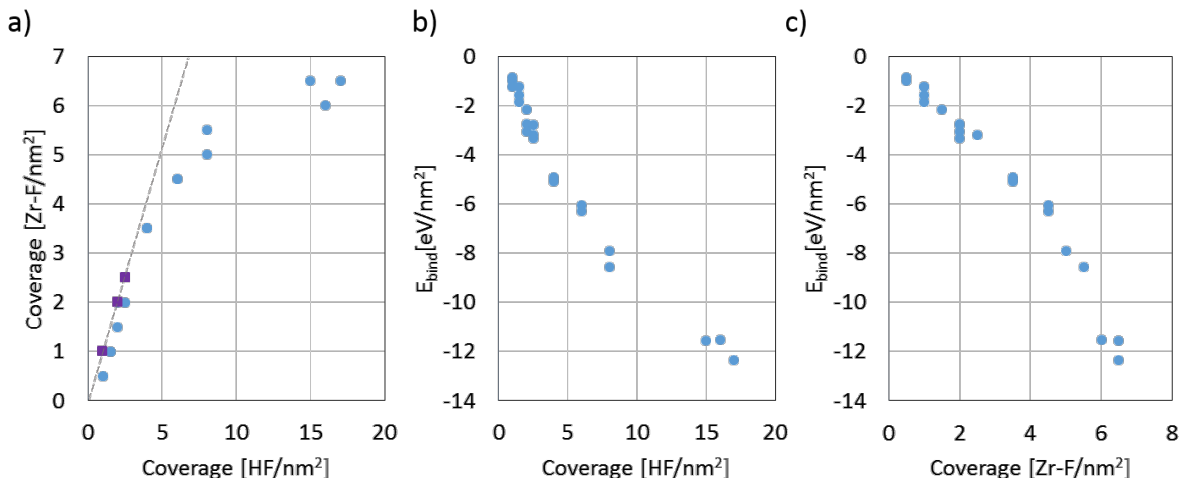 a)
7
6
5
4
3
2
1
0
0 5 10 15 20
Coverage [Zr-F/nm²]
Coverage [HF/nm²]
b)
0
-2
-4
-6
-8
-10
-12
-14
0 5 10 15 20
E_bind[eV/nm²]
Coverage [HF/nm²]
c)
0
-2
-4
-6
-8
-10
-12
-14
0 2 4 6 8
E_bind[eV/nm²]
Coverage [Zr-F/nm²]